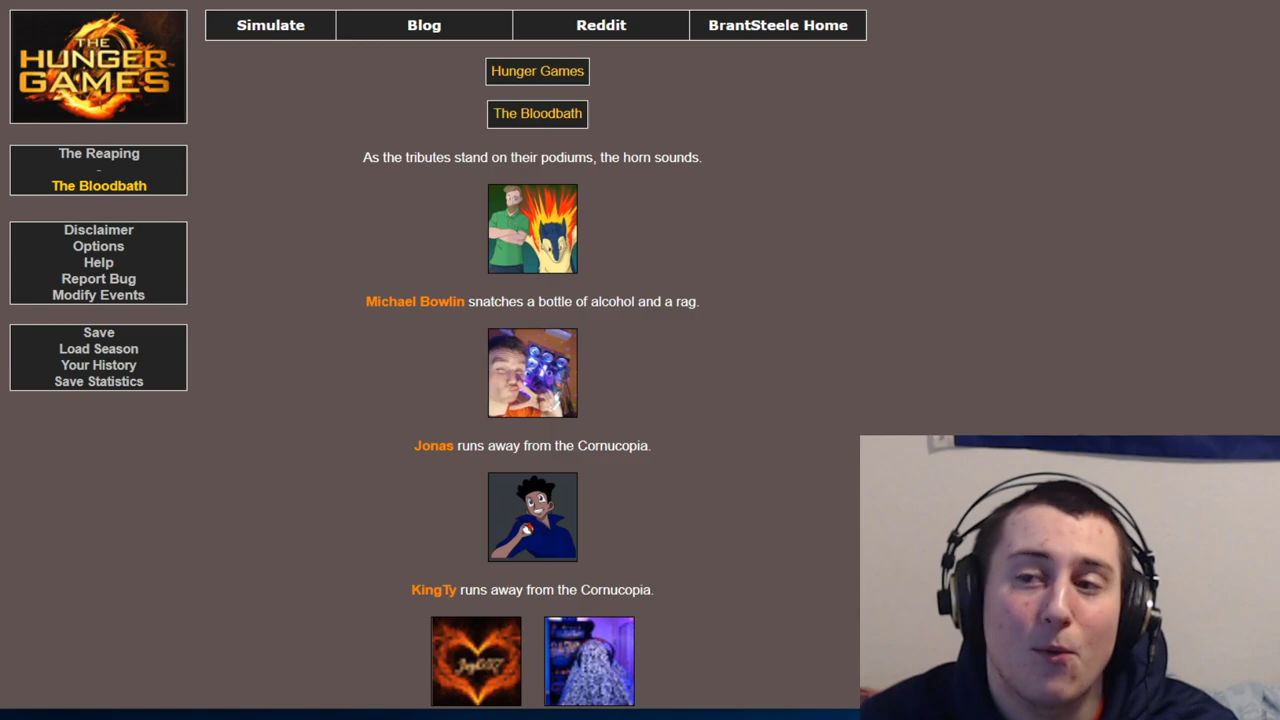 THE
HUNGER
GAMES
Simulate
Blog
Reddit
BrantSteele Home
The Reaping
-
The Bloodbath
Disclaimer
Options
Help
Report Bug
Modify Events
Save
Load Season
Your History
Save Statistics
Hunger Games
The Bloodbath
As the tributes stand on their podiums, the horn sounds.
Michael Bowlin snatches a bottle of alcohol and a rag.
Jonas runs away from the Cornucopia.
KingTy runs away from the Cornucopia.